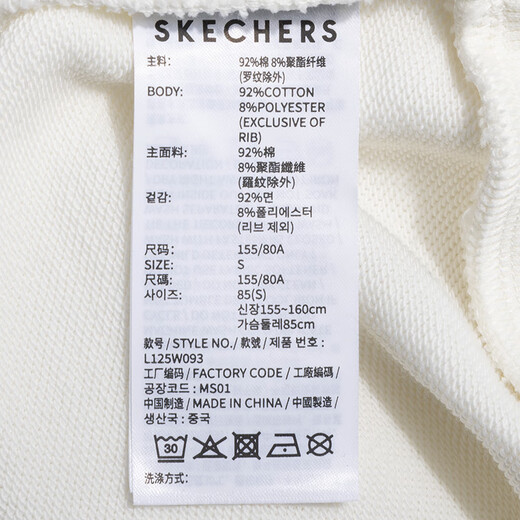 SKECHERS
主料: 92%棉 8%聚酯纤维
(罗纹除外)
BODY: 92%COTTON
8%POLYESTER
(EXCLUSIVE OF
RIB)
主面料: 92%棉
8%聚酯纖維
(羅紋除外)
겉감: 92%면
8%폴리에스터
(리브 제외)
尺码: 155/80A
SIZE: S
尺碼: 155/80A
사이즈: 85(S)
신장155~160cm
가슴둘레85cm
款号 / STYLE NO./ 款號 / 제품 번호 :
L125W093
工厂编码 / FACTORY CODE / 工廠編碼 /
공장코드 : MS01
中国制造 / MADE IN CHINA / 中國製造 /
생산국 : 중국
30
洗涤方式: